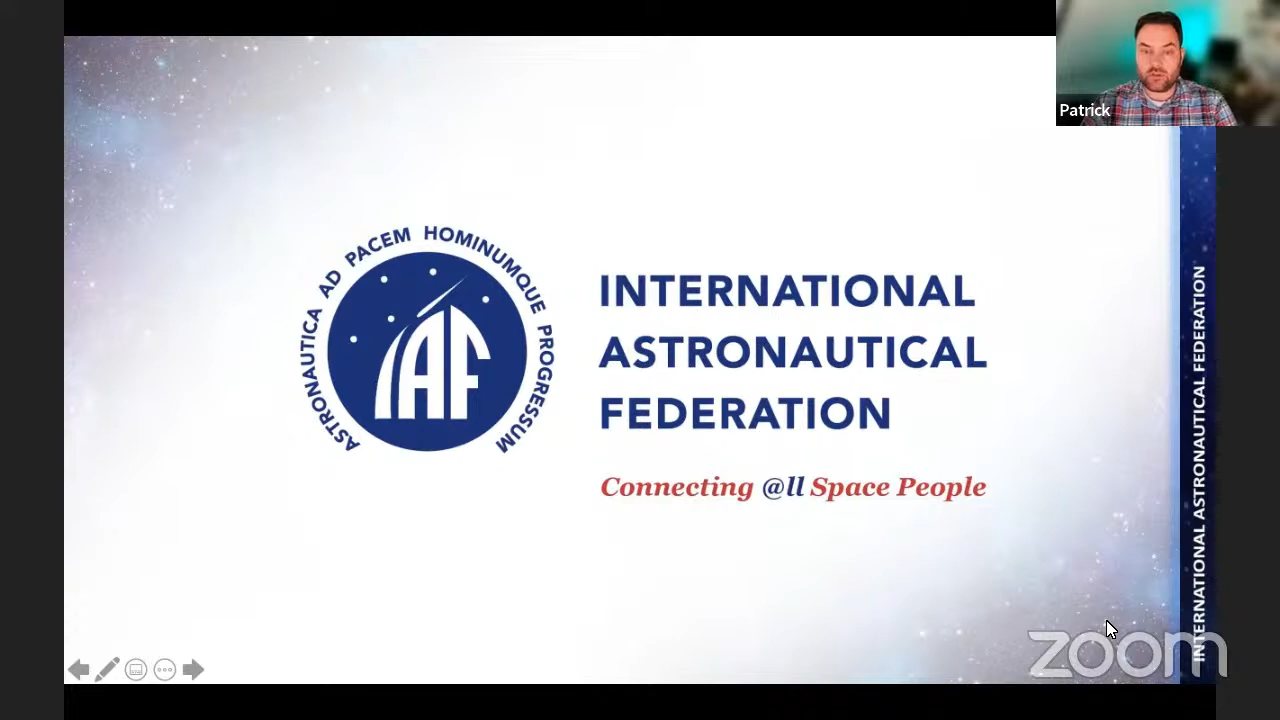 Patrick
ASTRONAUTICA AD PACEM HOMINUMQUE PROGRESSUM
IAF
INTERNATIONAL
ASTRONAUTICAL
FEDERATION
Connecting @ll Space People
INTERNATIONAL ASTRONAUTICAL FEDERATION
zoom